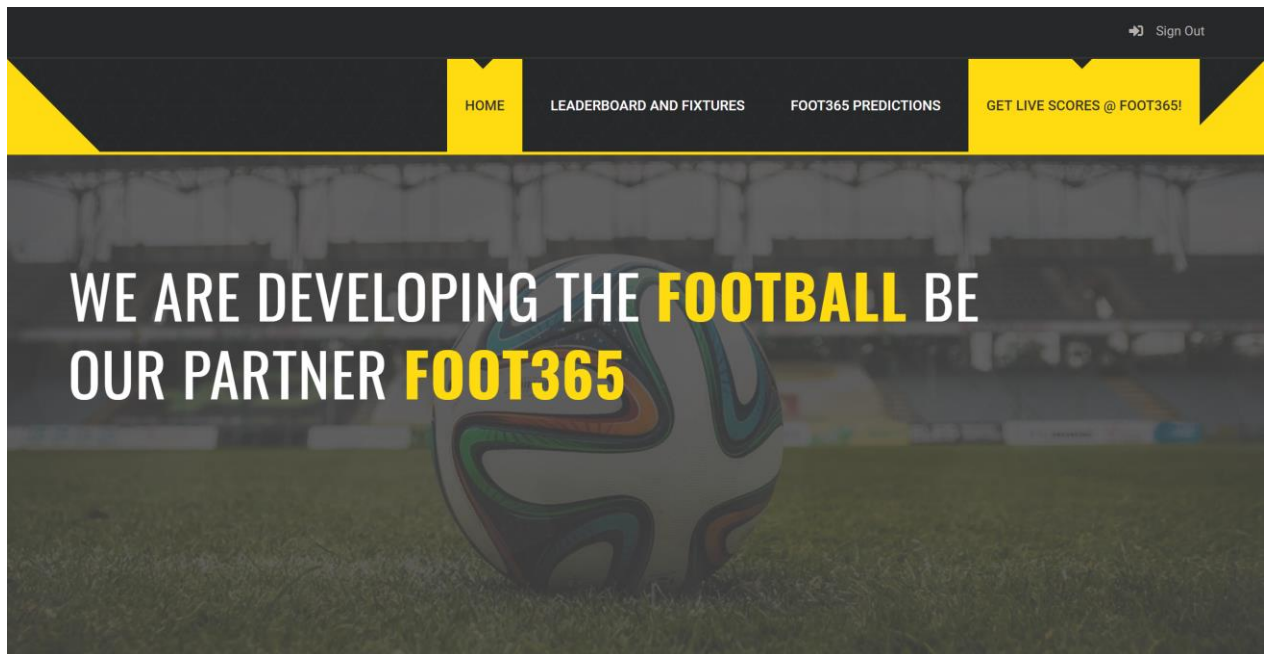 Sign Out
HOME
LEADERBOARD AND FIXTURES
FOOT365 PREDICTIONS
GET LIVE SCORES @ FOOT365!
WE ARE DEVELOPING THE FOOTBALL BE
OUR PARTNER FOOT365